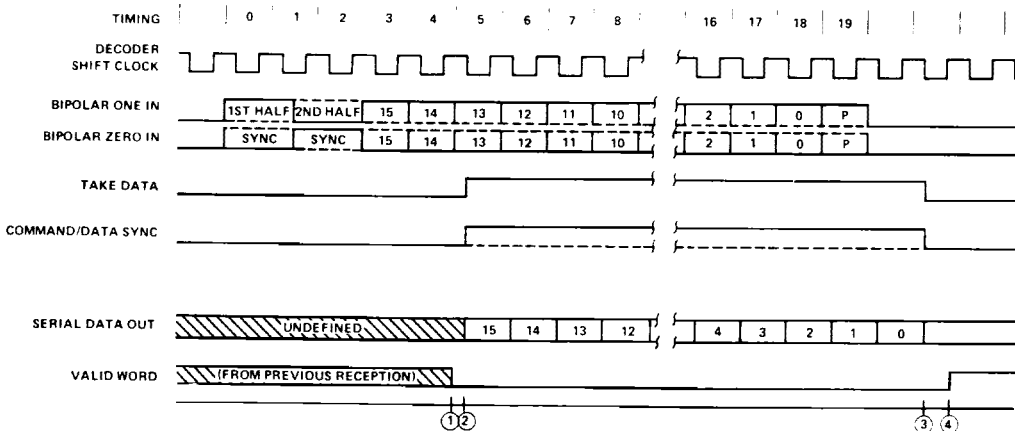 TIMING 0 1 2 3 4 5 6 7 8 16 17 18 19
DECODER
SHIFT CLOCK
BIPOLAR ONE IN 1ST HALF 2ND HALF 15 14 13 12 11 10 2 1 0 P
BIPOLAR ZERO IN SYNC SYNC 15 14 13 12 11 10 2 1 0 P
TAKE DATA
COMMAND/DATA SYNC
SERIAL DATA OUT UNDEFINED 15 14 13 12 4 3 2 1 0
VALID WORD (FROM PREVIOUS RECEPTION)
1 2 3 4